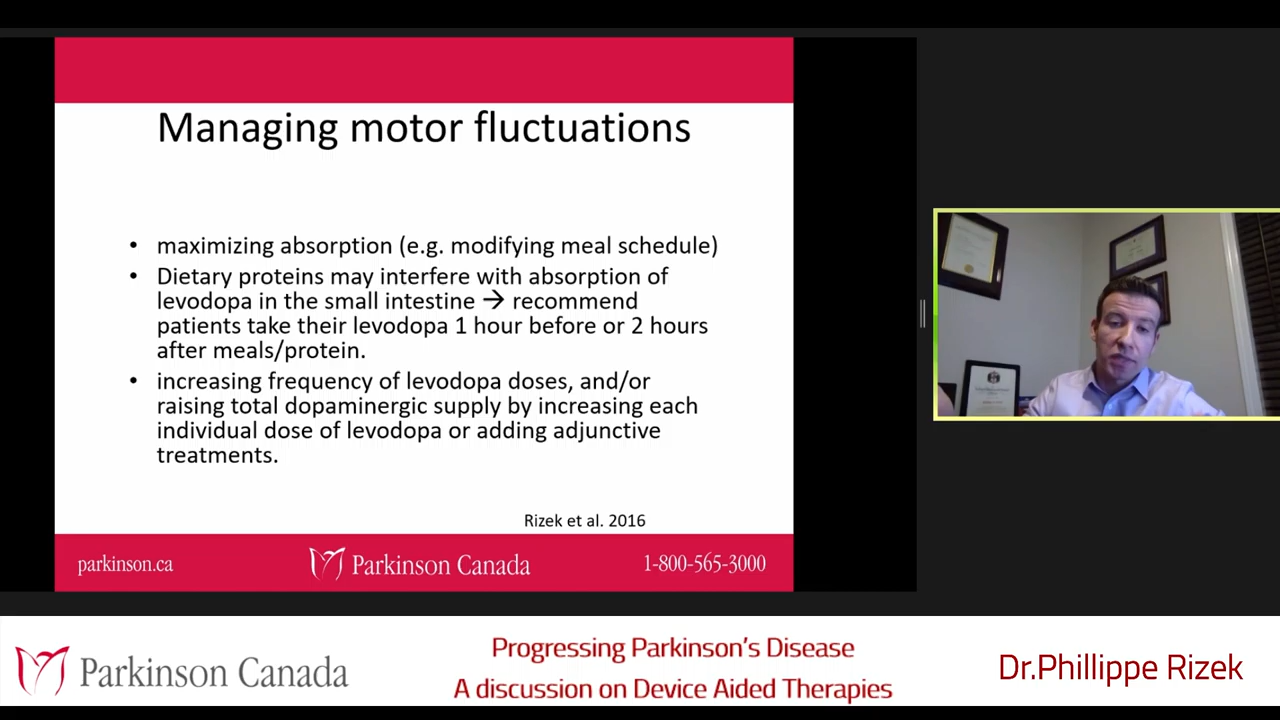 Managing motor fluctuations
• maximizing absorption (e.g. modifying meal schedule)
• Dietary proteins may interfere with absorption of
levodopa in the small intestine → recommend
patients take their levodopa 1 hour before or 2 hours
after meals/protein.
• increasing frequency of levodopa doses, and/or
raising total dopaminergic supply by increasing each
individual dose of levodopa or adding adjunctive
treatments.
Rizek et al. 2016
parkinson.ca
Parkinson Canada
1-800-565-3000
Parkinson Canada
Progressing Parkinson's Disease
A discussion on Device Aided Therapies
Dr.Phillippe Rizek